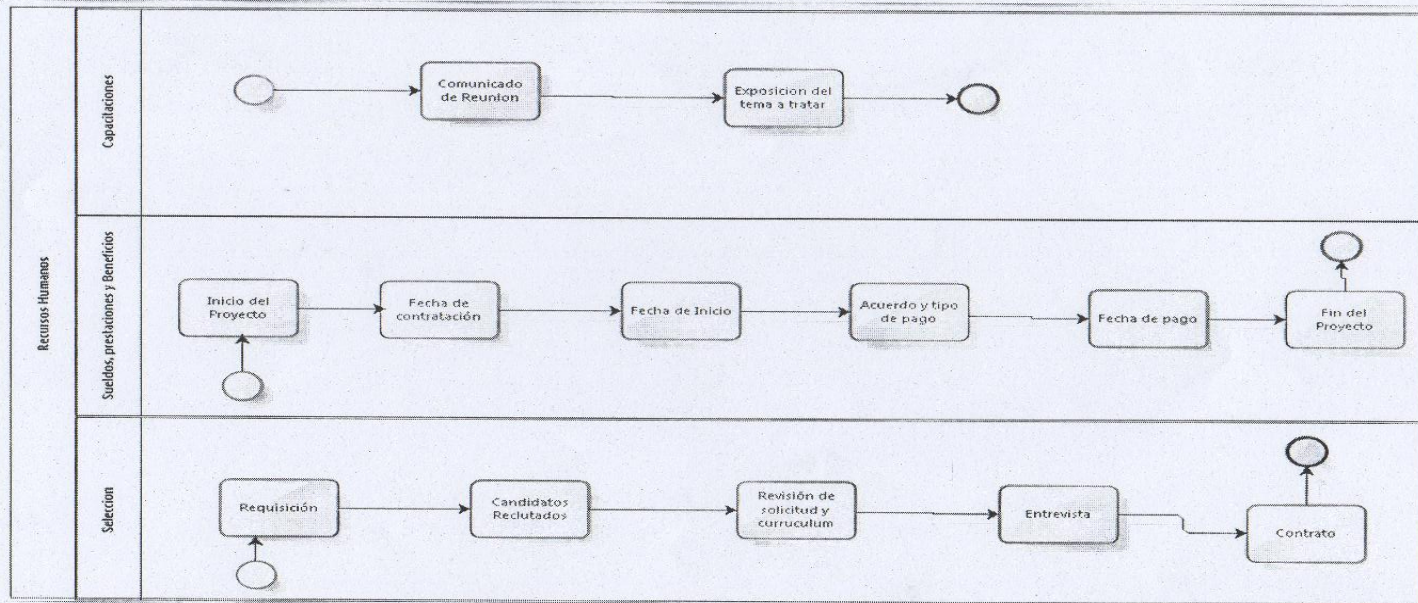 Recursos Humanos
Capacitaciones
Comunicado
de Reunion
Exposicion del
tema a tratar
Sueldos, prestaciones y Beneficios
Inicio del
Proyecto
Fecha de
contratación
Fecha de Inicio
Acuerdo y tipo
de pago
Fecha de pago
Fin del
Proyecto
Seleccion
Requisición
Candidatos
Reclutados
Revisión de
solicitud y
curruculum
Entrevista
Contrato